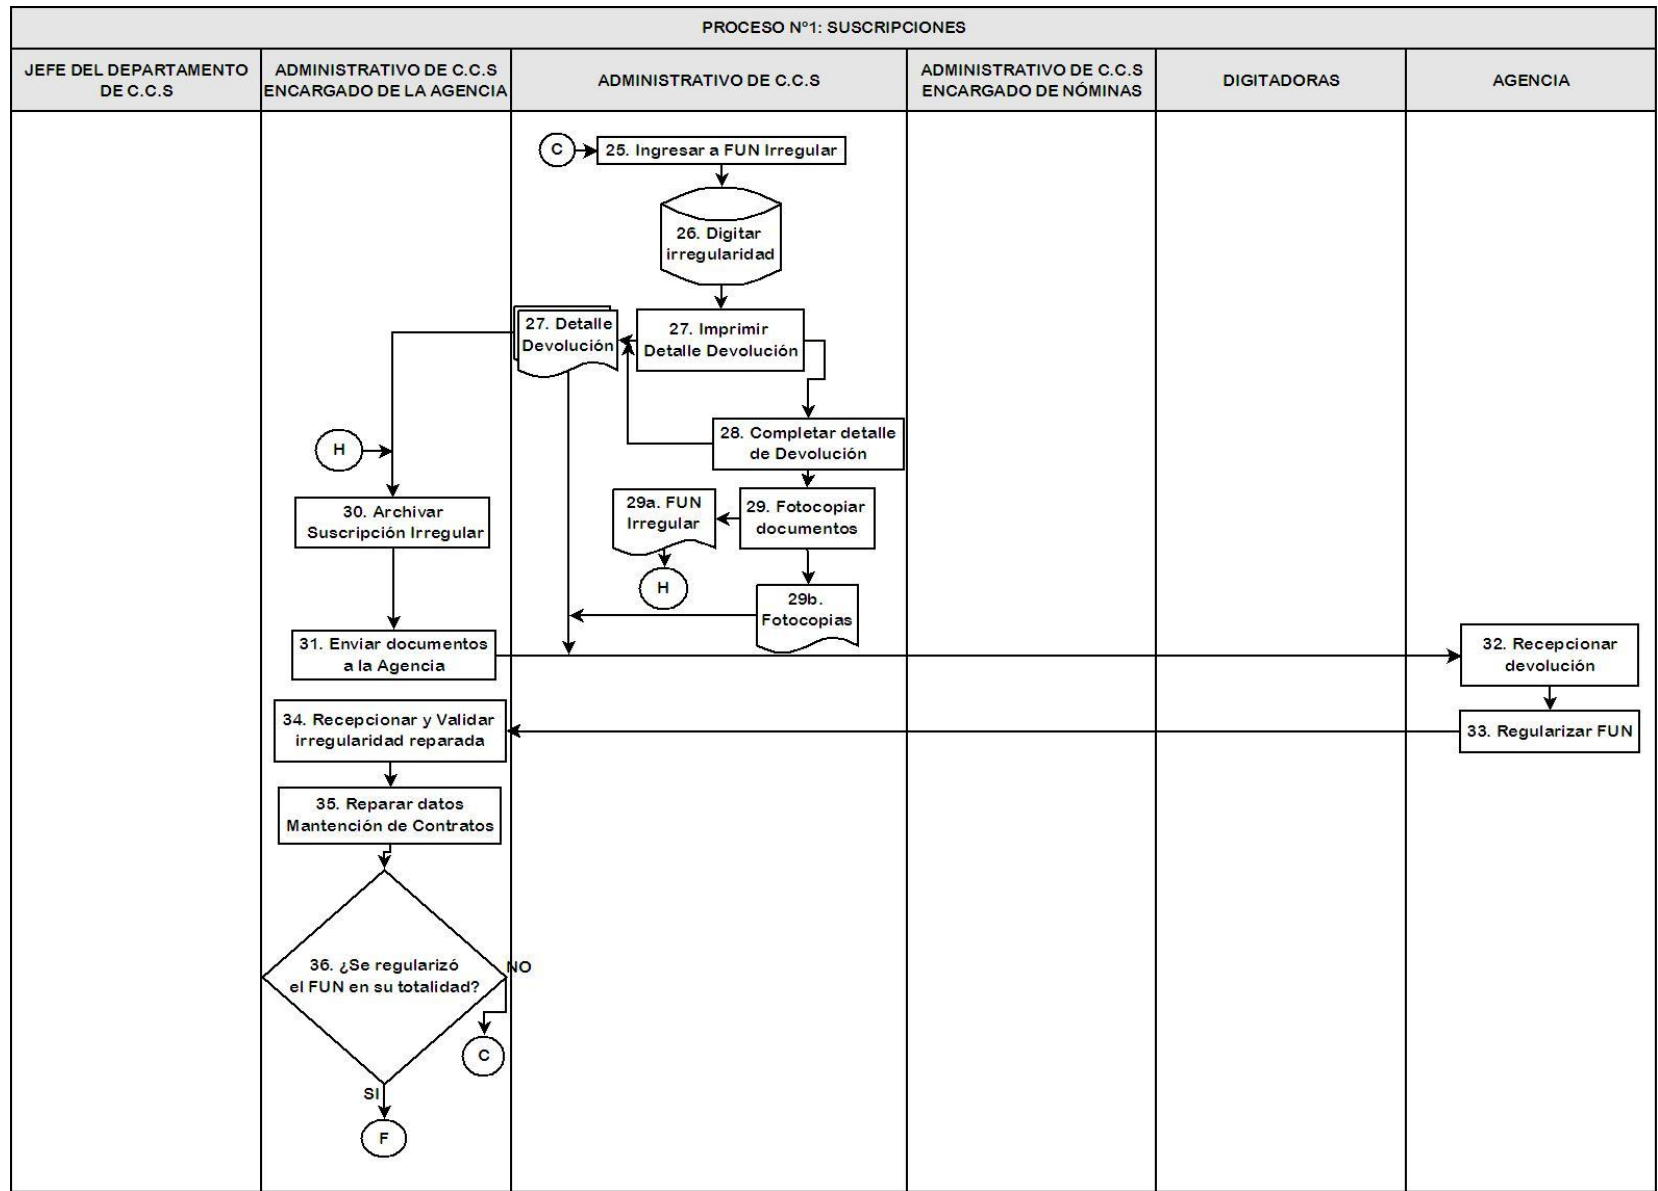 PROCESO Nº1: SUSCRIPCIONES
JEFE DEL DEPARTAMENTO
DE C.C.S
ADMINISTRATIVO DE C.C.S
ENCARGADO DE LA AGENCIA
ADMINISTRATIVO DE C.C.S
ADMINISTRATIVO DE C.C.S
ENCARGADO DE NÓMINAS
DIGITADORAS
AGENCIA
C
25. Ingresar a FUN Irregular
26. Digitar
irregularidad
27. Detalle
Devolución
27. Imprimir
Detalle Devolución
28. Completar detalle
de Devolución
H
29a. FUN
Irregular
29. Fotocopiar
documentos
30. Archivar
Suscripción Irregular
H
29b.
Fotocopias
31. Enviar documentos
a la Agencia
32. Recepcionar
devolución
34. Recepcionar y Validar
irregularidad reparada
33. Regularizar FUN
35. Reparar datos
Mantención de Contratos
36. ¿Se regularizó
el FUN en su totalidad?
NO
C
SI
F